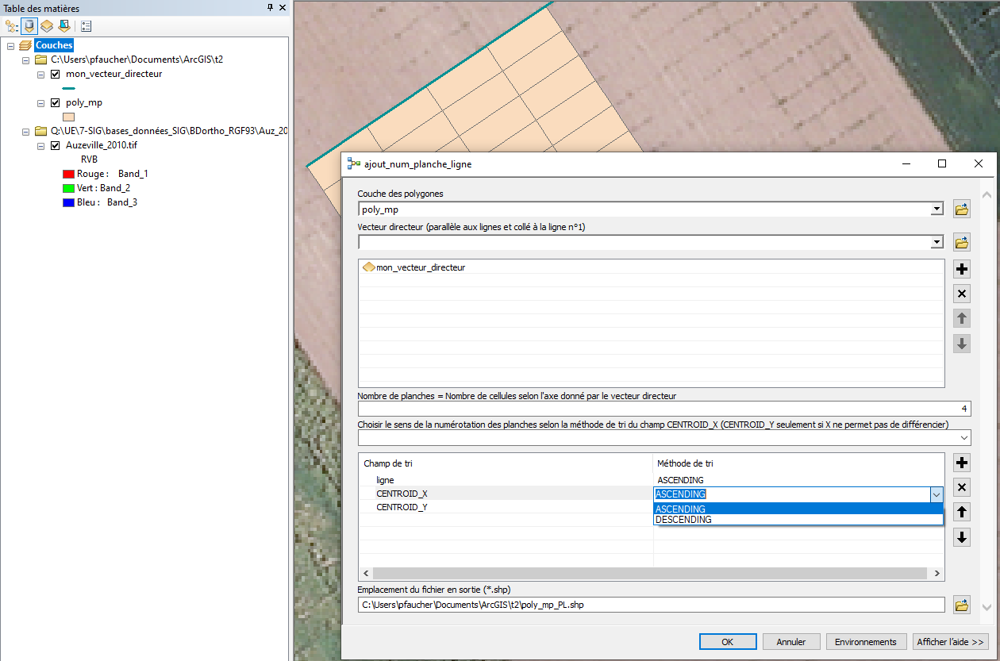 Table des matières
Couches
C:\Users\pfaucher\Documents\ArcGIS\t2
mon_vecteur_directeur
poly_mp
Q:\UE\7-SIG\bases_données_SIG\BDortho_RGF93\Auz_20
Auzeville_2010.tif
RVB
Rouge : Band_1
Vert : Band_2
Bleu : Band_3
ajout_num_planche_ligne
Couche des polygones
poly_mp
Vecteur directeur (parallèle aux lignes et collé à la ligne n°1)
mon_vecteur_directeur
Nombre de planches = Nombre de cellules selon l'axe donné par le vecteur directeur
4
Choisir le sens de la numérotation des planches selon la méthode de tri du champ CENTROID_X (CENTROID_Y seulement si X ne permet pas de différencier)
Champ de tri Méthode de tri
ligne ASCENDING
CENTROID_X ASCENDING
CENTROID_Y ASCENDING
DESCENDING
Emplacement du fichier en sortie (*.shp)
C:\Users\pfaucher\Documents\ArcGIS\t2\poly_mp_PL.shp
OK Annuler Environnements Afficher l'aide >>